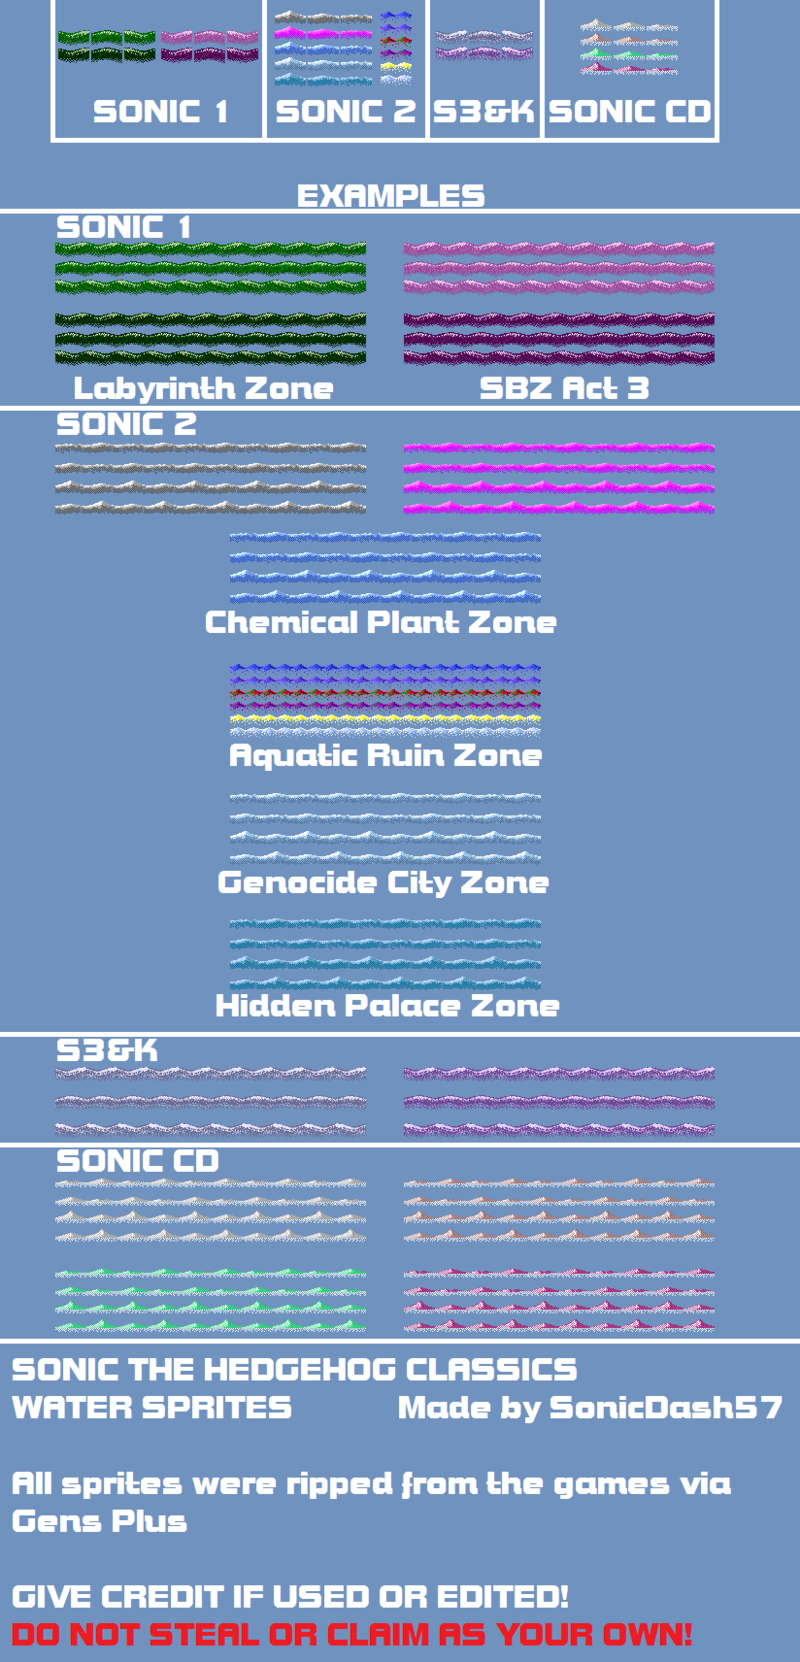 SONIC 1
SONIC 2
S3&K
SONIC CD
EXAMPLES
SONIC 1
Labyrinth Zone
SBZ Act 3
SONIC 2
Chemical Plant Zone
Aquatic Ruin Zone
Genocide City Zone
Hidden Palace Zone
S3&K
SONIC CD
SONIC THE HEDGEHOG CLASSICS
WATER SPRITES
Made by SonicDash57
All sprites were ripped from the games via
Gens Plus
GIVE CREDIT IF USED OR EDITED!
DO NOT STEAL OR CLAIM AS YOUR OWN!